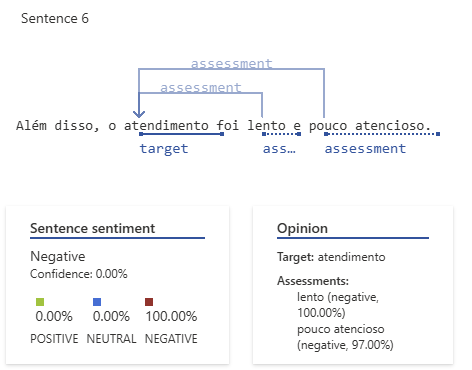 Sentence 6
assessment
assessment
Além disso, o atendimento foi lento e pouco atencioso.
target ass… assessment
Sentence sentiment
Negative
Confidence: 0.00%
0.00% 0.00% 100.00%
POSITIVE NEUTRAL NEGATIVE
Opinion
Target: atendimento
Assessments:
lento (negative,
100.00%)
pouco atencioso
(negative, 97.00%)